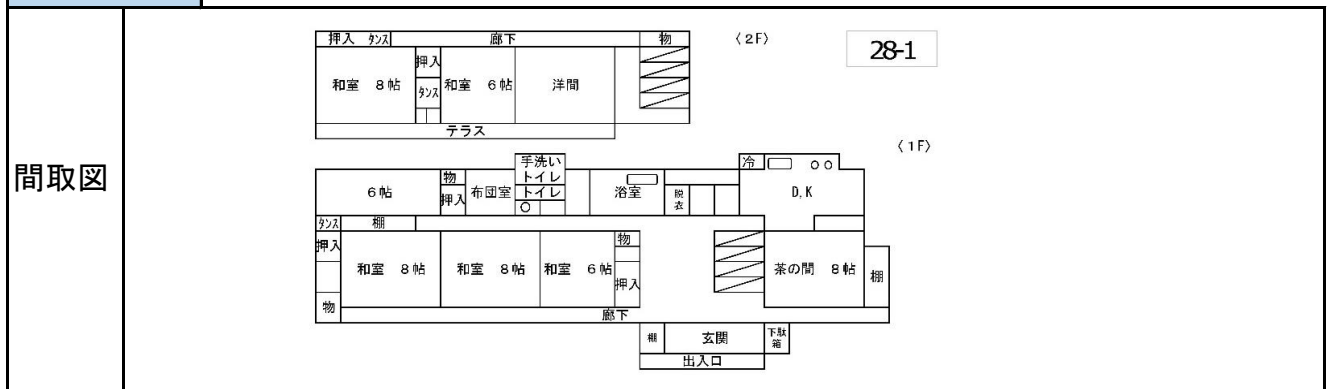 間取図
28-1
〈2F〉
押入 タンス 廊下 物
和室 8帖 押入 タンス 和室 6帖 洋間
テラス
〈1F〉
手洗い 冷
6帖 物 押入 布団室 トイレ トイレ 浴室 脱衣 D,K
タンス 棚
押入 物
和室 8帖 和室 8帖 和室 6帖 押入 茶の間 8帖 棚
物 廊下
棚 玄関 下駄箱
出入口